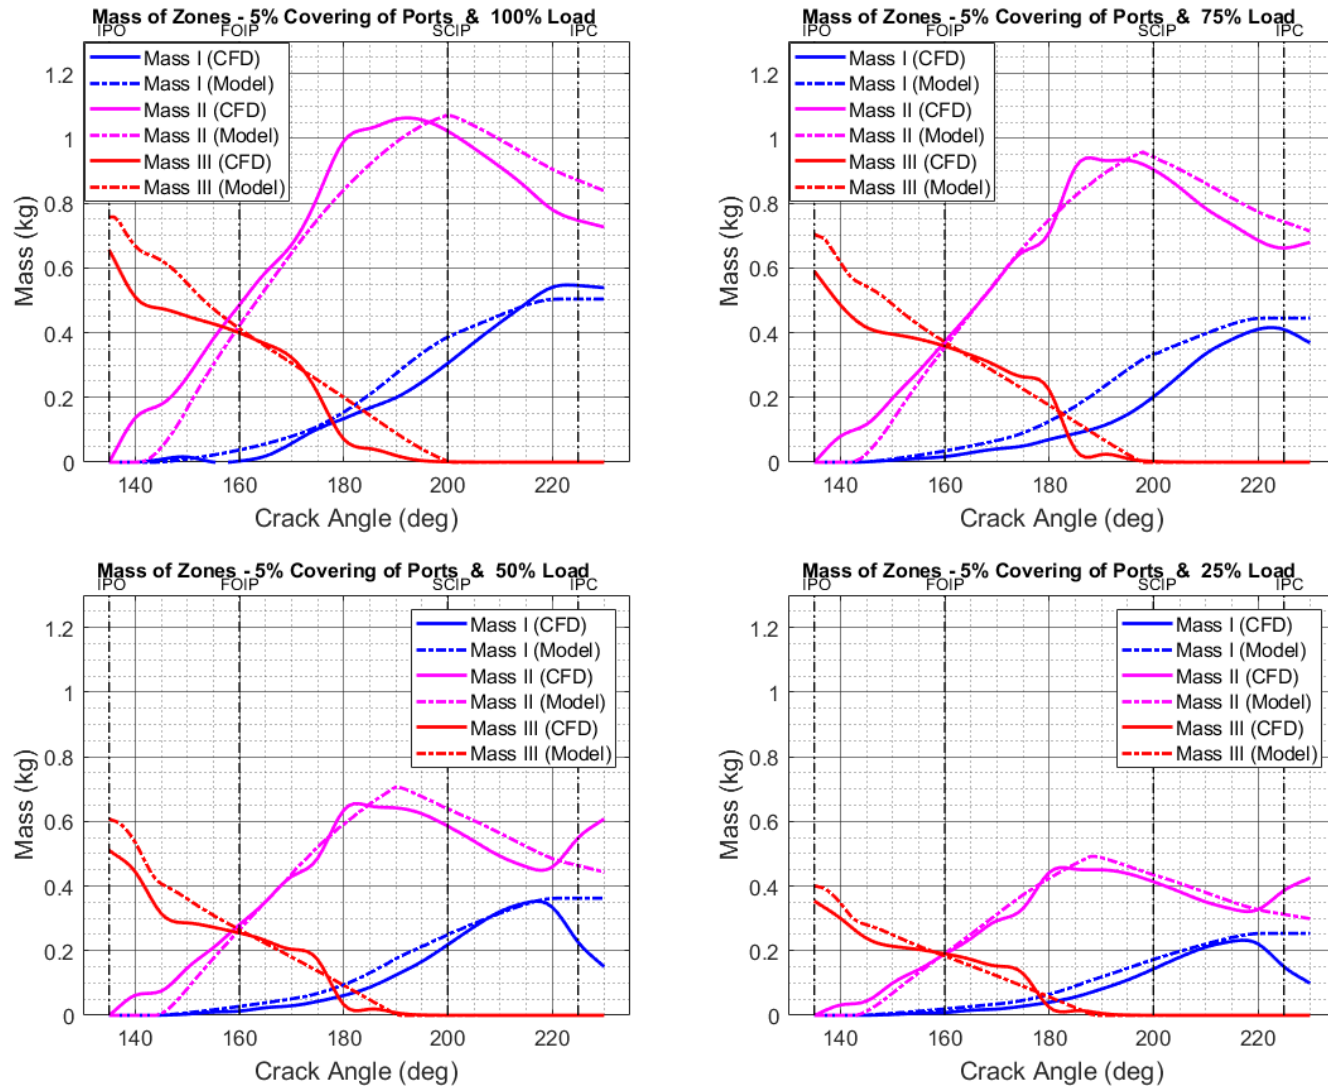 Mass of Zones - 5% Covering of Ports & 100% Load
IPO FOIP SCIP IPC
Mass I (CFD)
Mass I (Model)
Mass II (CFD)
Mass II (Model)
Mass III (CFD)
Mass III (Model)
1.2
1
0.8
0.6
0.4
0.2
0
Mass (kg)
140 160 180 200 220
Crack Angle (deg)
Mass of Zones - 5% Covering of Ports & 75% Load
IPO FOIP SCIP IPC
Mass I (CFD)
Mass I (Model)
Mass II (CFD)
Mass II (Model)
Mass III (CFD)
Mass III (Model)
1.2
1
0.8
0.6
0.4
0.2
0
Mass (kg)
140 160 180 200 220
Crack Angle (deg)
Mass of Zones - 5% Covering of Ports & 50% Load
IPO FOIP SCIP IPC
Mass I (CFD)
Mass I (Model)
Mass II (CFD)
Mass II (Model)
Mass III (CFD)
Mass III (Model)
1.2
1
0.8
0.6
0.4
0.2
0
Mass (kg)
140 160 180 200 220
Crack Angle (deg)
Mass of Zones - 5% Covering of Ports & 25% Load
IPO FOIP SCIP IPC
Mass I (CFD)
Mass I (Model)
Mass II (CFD)
Mass II (Model)
Mass III (CFD)
Mass III (Model)
1.2
1
0.8
0.6
0.4
0.2
0
Mass (kg)
140 160 180 200 220
Crack Angle (deg)